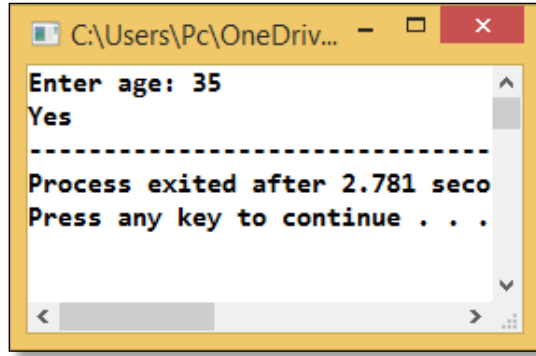 C:\Users\Pc\OneDriv...
Enter age: 35
Yes
--------------------------------
Process exited after 2.781 seco
Press any key to continue . . .